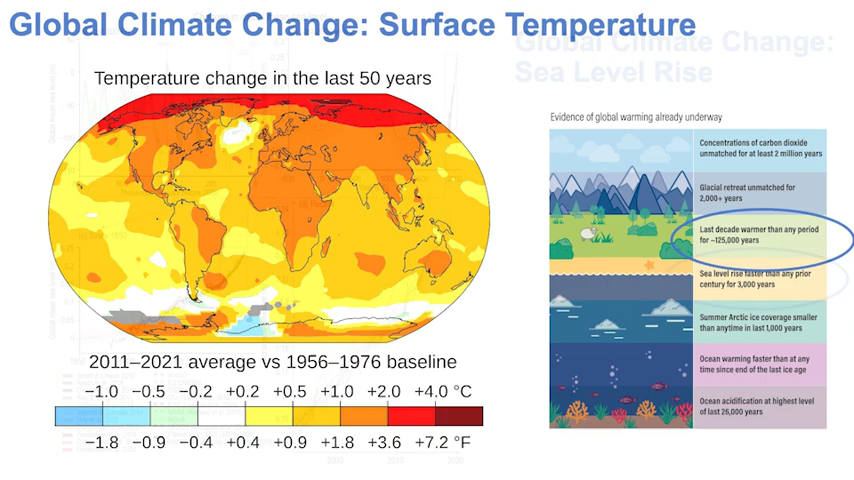 Global Climate Change: Surface Temperature
Global Climate Change:
Sea Level Rise
Temperature change in the last 50 years
2011–2021 average vs 1956–1976 baseline
−1.0 −0.5 −0.2 +0.2 +0.5 +1.0 +2.0 +4.0 °C
−1.8 −0.9 −0.4 +0.4 +0.9 +1.8 +3.6 +7.2 °F
Evidence of global warming already underway
Concentrations of carbon dioxide
unmatched for at least 2 million years
Glacial retreat unmatched for
2,000+ years
Last decade warmer than any period
for ~125,000 years
Sea level rise faster than any prior
century for 3,000 years
Summer Arctic ice coverage smaller
than anytime in last 1,000 years
Ocean warming faster than at any
time since end of the last ice age
Ocean acidification at highest level
of last 26,000 years